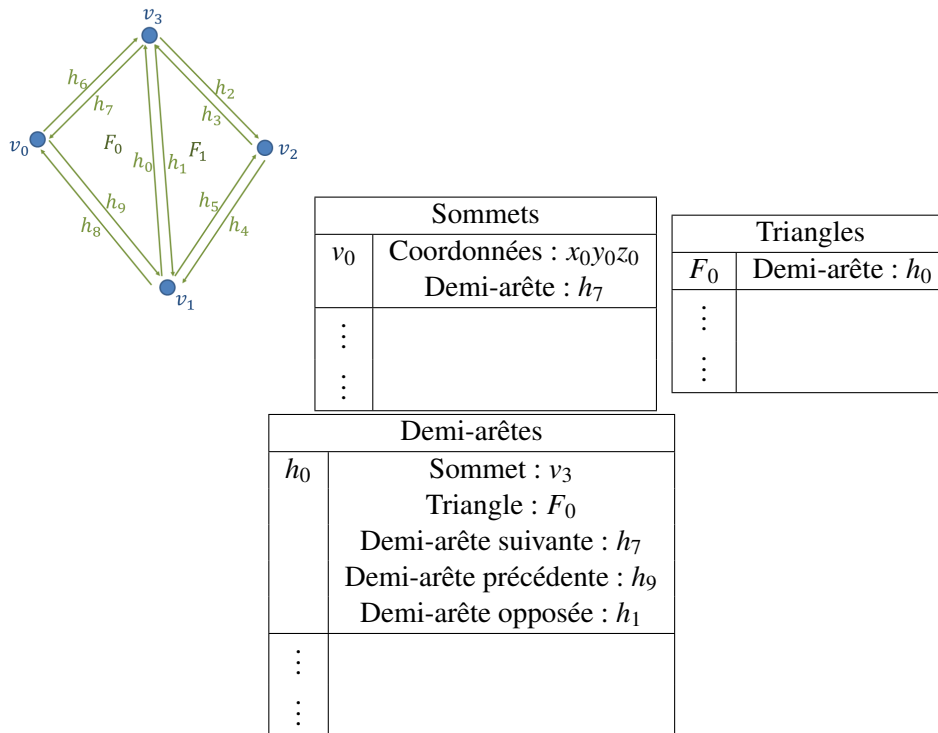 v₃
h₆
h₇
h₂
h₃
v₀
F₀
h₀
h₁
F₁
v₂
h₉
h₈
h₅
h₄
v₁
Sommets
v₀ Coordonnées : x₀y₀z₀
Demi-arête : h₇
⋮
⋮
Triangles
F₀ Demi-arête : h₀
⋮
⋮
Demi-arêtes
h₀ Sommet : v₃
Triangle : F₀
Demi-arête suivante : h₇
Demi-arête précédente : h₉
Demi-arête opposée : h₁
⋮
⋮